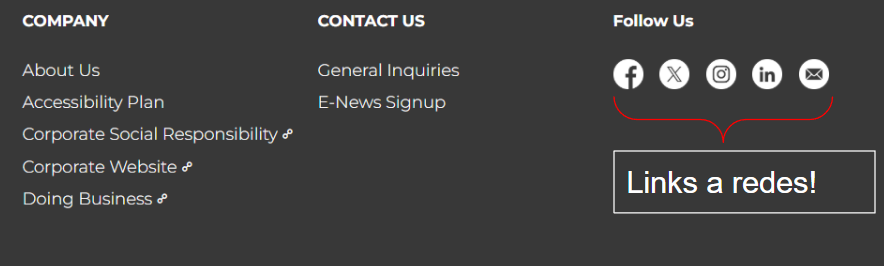 COMPANY
About Us
Accessibility Plan
Corporate Social Responsibility
Corporate Website
Doing Business
CONTACT US
General Inquiries
E-News Signup
Follow Us
Links a redes!